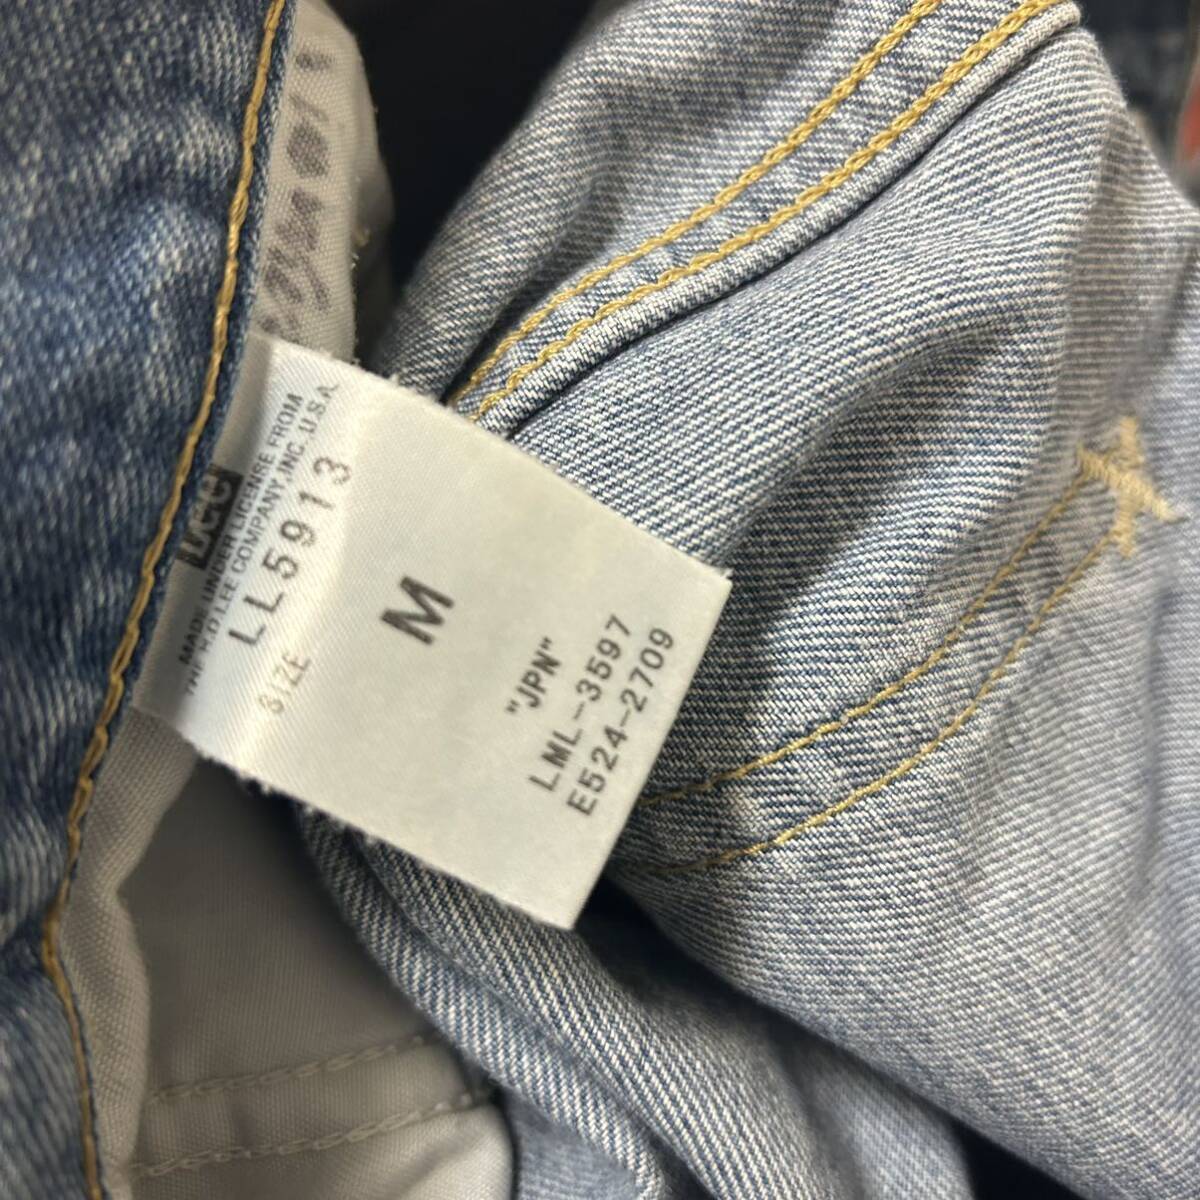 Lee
MADE UNDER LICENSE FROM
THE H.D.LEE COMPANY, INC., U.S.A.
LL5913
SIZE
M
"JPN"
LML-3597
E524-2709